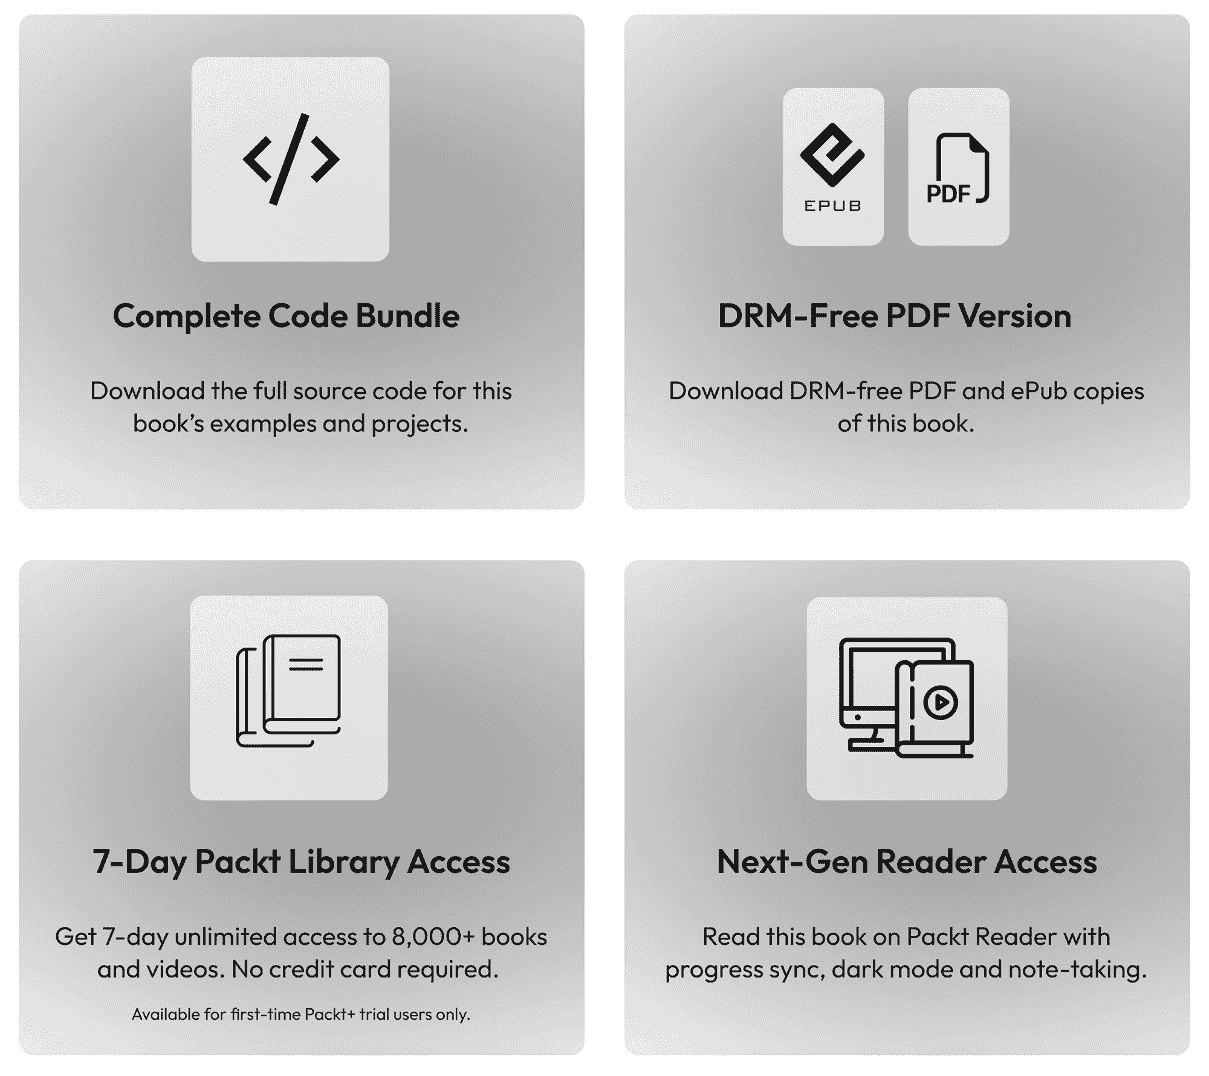 EPUB
PDF
Complete Code Bundle
Download the full source code for this
book’s examples and projects.
DRM-Free PDF Version
Download DRM-free PDF and ePub copies
of this book.
7-Day Packt Library Access
Get 7-day unlimited access to 8,000+ books
and videos. No credit card required.
Available for first-time Packt+ trial users only.
Next-Gen Reader Access
Read this book on Packt Reader with
progress sync, dark mode and note-taking.